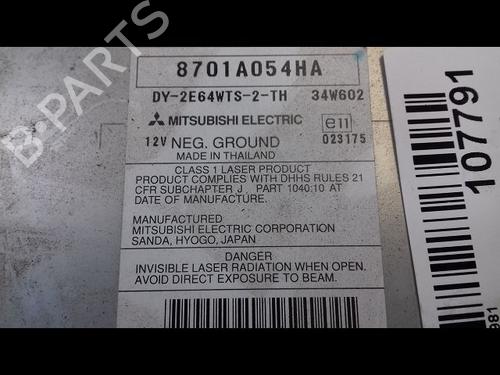 B-PARTS
8701A054HA
DY-2E64WTS-2-TH 34W602
MITSUBISHI ELECTRIC e11
12V NEG. GROUND 023175
MADE IN THAILAND
CLASS 1 LASER PRODUCT
PRODUCT COMPLIES WITH DHHS RULES 21
CFR SUBCHAPTER J PART 1040:10 AT
DATE OF MANUFACTURE.
MANUFACTURED
MITSUBISHI ELECTRIC CORPORATION
SANDA, HYOGO, JAPAN
DANGER
INVISIBLE LASER RADIATION WHEN OPEN.
AVOID DIRECT EXPOSURE TO BEAM.
107791